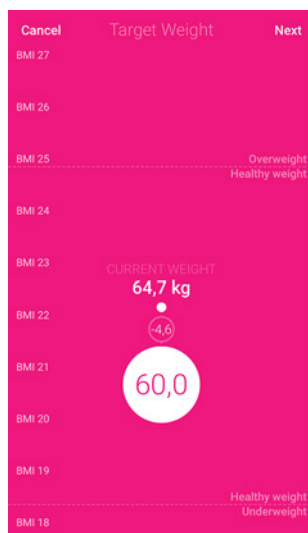 Cancel Target Weight Next
BMI 27
BMI 26
BMI 25
Overweight
Healthy weight
BMI 24
BMI 23
CURRENT WEIGHT
64,7 kg
BMI 22
-4,6
BMI 21
60,0
BMI 20
BMI 19
Healthy weight
Underweight
BMI 18